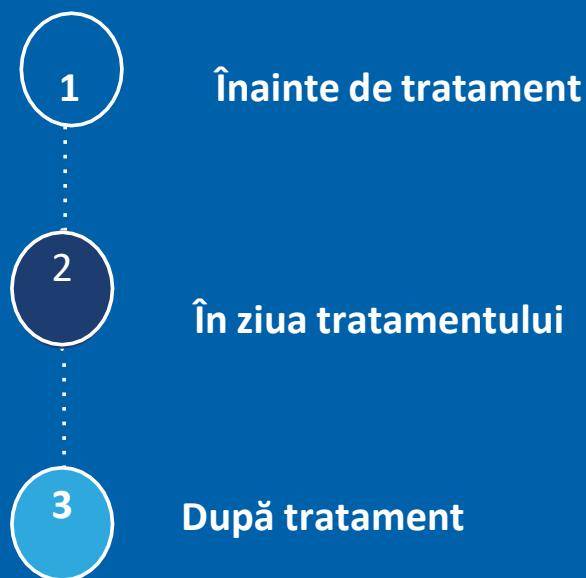 1 Înainte de tratament
2 În ziua tratamentului
3 După tratament